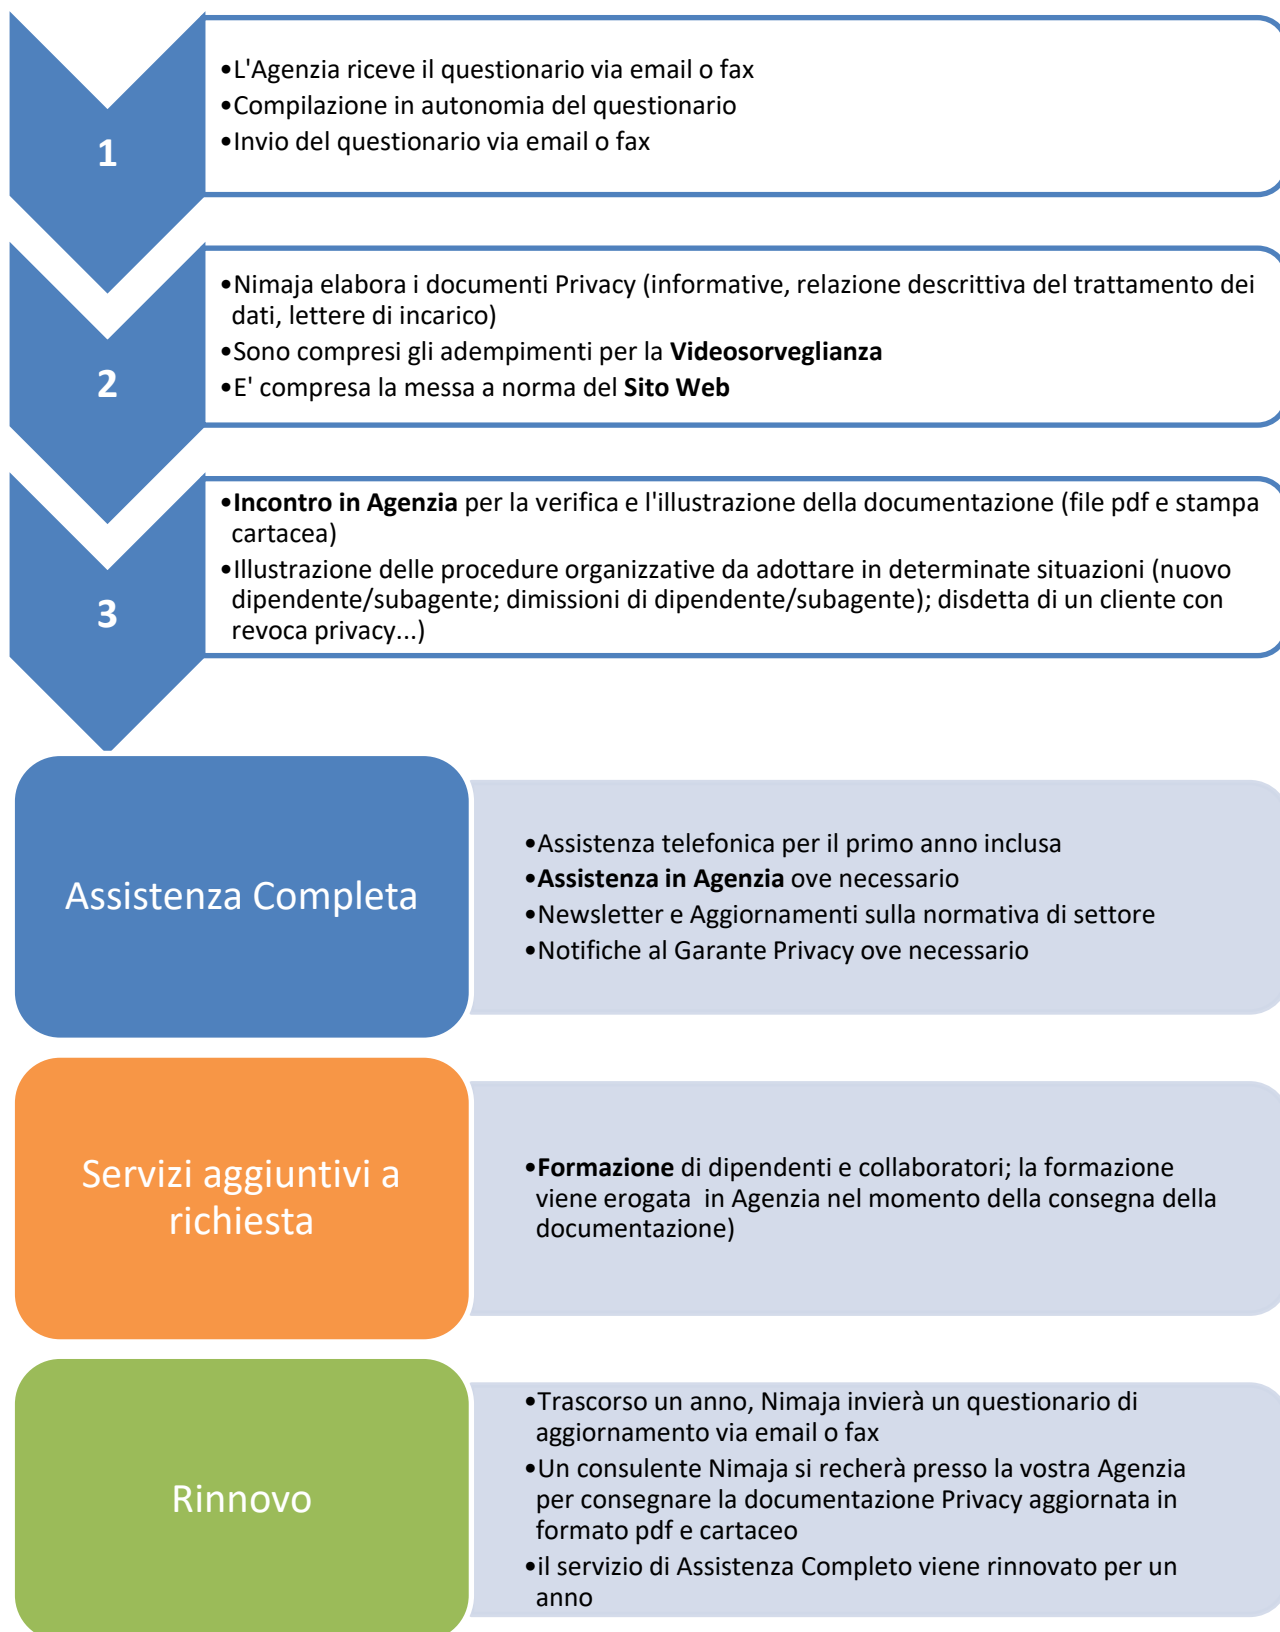 1
•L'Agenzia riceve il questionario via email o fax
•Compilazione in autonomia del questionario
•Invio del questionario via email o fax
2
•Nimaja elabora i documenti Privacy (informative, relazione descrittiva del trattamento dei
dati, lettere di incarico)
•Sono compresi gli adempimenti per la Videosorveglianza
•E' compresa la messa a norma del Sito Web
3
•Incontro in Agenzia per la verifica e l'illustrazione della documentazione (file pdf e stampa
cartacea)
•Illustrazione delle procedure organizzative da adottare in determinate situazioni (nuovo
dipendente/subagente; dimissioni di dipendente/subagente); disdetta di un cliente con
revoca privacy...)
Assistenza Completa
•Assistenza telefonica per il primo anno inclusa
•Assistenza in Agenzia ove necessario
•Newsletter e Aggiornamenti sulla normativa di settore
•Notifiche al Garante Privacy ove necessario
Servizi aggiuntivi a
richiesta
•Formazione di dipendenti e collaboratori; la formazione
viene erogata  in Agenzia nel momento della consegna della
documentazione)
Rinnovo
•Trascorso un anno, Nimaja invierà un questionario di
aggiornamento via email o fax
•Un consulente Nimaja si recherà presso la vostra Agenzia
per consegnare la documentazione Privacy aggiornata in
formato pdf e cartaceo
•il servizio di Assistenza Completo viene rinnovato per un
anno